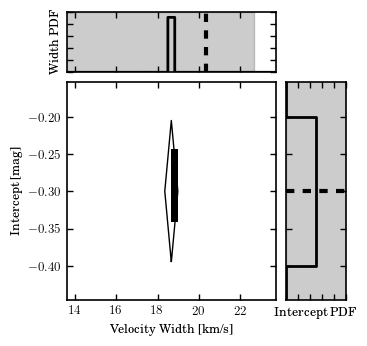 Width PDF
−0.20
−0.25
−0.30
−0.35
−0.40
Intercept [mag]
14
16
18
20
22
Velocity Width [km/s]
Intercept PDF